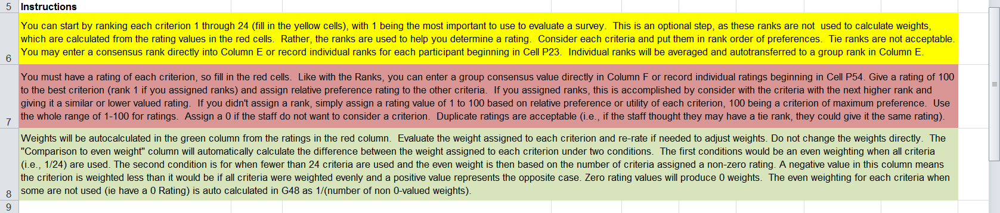 5 Instructions
You can start by ranking each criterion 1 through 24 (fill in the yellow cells), with 1 being the most important to use to evaluate a survey.  This is an optional step, as these ranks are not  used to calculate weights,
which are calculated from the rating values in the red cells.  Rather, the ranks are used to help you determine a rating.  Consider each criteria and put them in rank order of preferences.  Tie ranks are not acceptable.
6 You may enter a consensus rank directly into Column E or record individual ranks for each participant beginning in Cell P23.  Individual ranks will be averaged and autotransferred to a group rank in Column E.
You must have a rating of each criterion, so fill in the red cells.  Like with the Ranks, you can enter a group consensus value directly in Column F or record individual ratings beginning in Cell P54. Give a rating of 100
to the best criterion (rank 1 if you assigned ranks) and assign relative preference rating to the other criteria.  If you assigned ranks, this is accomplished by consider with the criteria with the next higher rank and
giving it a similar or lower valued rating.  If you didn't assign a rank, simply assign a rating value of 1 to 100 based on relative preference or utility of each criterion, 100 being a criterion of maximum preference.  Use
7 the whole range of 1-100 for ratings.  Assign a 0 if the staff do not want to consider a criterion.  Duplicate ratings are acceptable (i.e., if the staff thought they may have a tie rank, they could give it the same rating).
Weights will be autocalculated in the green column from the ratings in the red column.  Evaluate the weight assigned to each criterion and re-rate if needed to adjust weights. Do not change the weights directly.  The
"Comparison to even weight" column will automatically calculate the difference between the weight assigned to each criterion under two conditions.  The first conditions would be an even weighting when all criteria
(i.e., 1/24) are used. The second condition is for when fewer than 24 criteria are used and the even weight is then based on the number of criteria assigned a non-zero rating. A negative value in this column means
the criterion is weighted less than it would be if all criteria were weighted evenly and a positive value represents the opposite case. Zero rating values will produce 0 weights.  The even weighting for each criteria when
8 some are not used (ie have a 0 Rating) is auto calculated in G48 as 1/(number of non 0-valued weights).
9